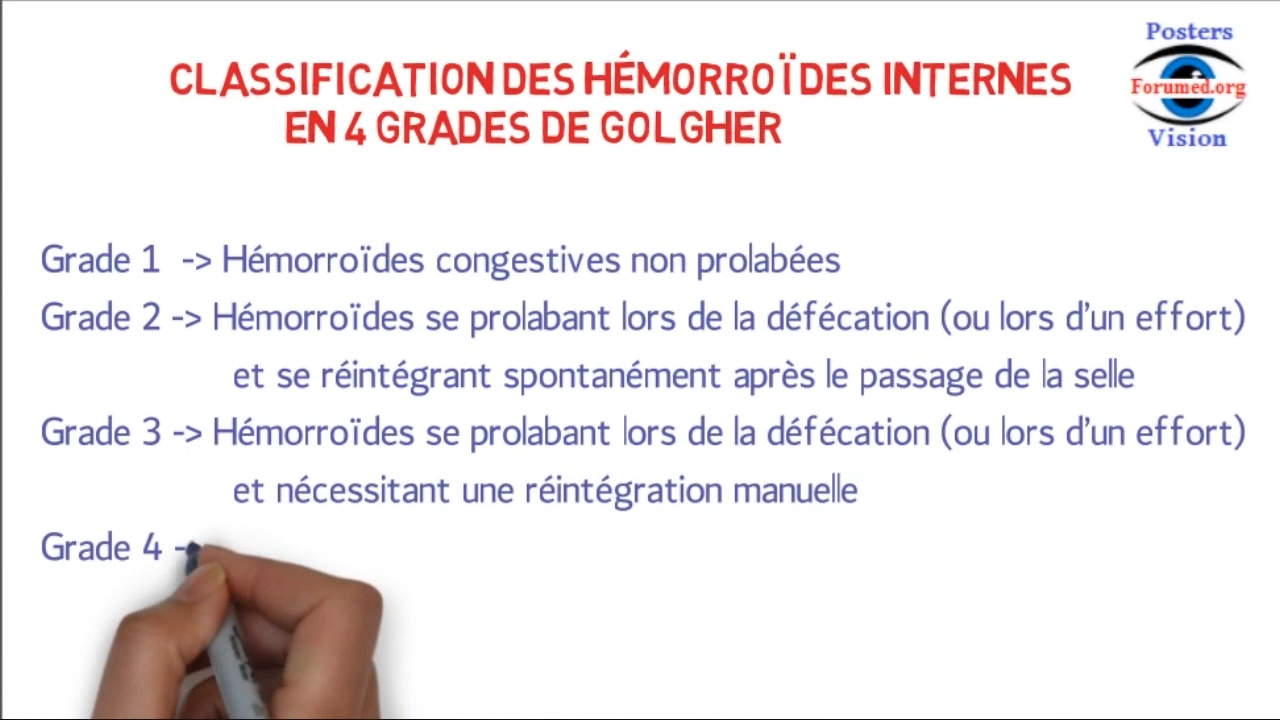 CLASSIFICATION DES HÉMORROÏDES INTERNES
EN 4 GRADES DE GOLGHER
Posters
Forumed.org
Vision
Grade 1 -> Hémorroïdes congestives non prolabées
Grade 2 -> Hémorroïdes se prolabant lors de la défécation (ou lors d'un effort)
et se réintégrant spontanément après le passage de la selle
Grade 3 -> Hémorroïdes se prolabant lors de la défécation (ou lors d'un effort)
et nécessitant une réintégration manuelle
Grade 4 -